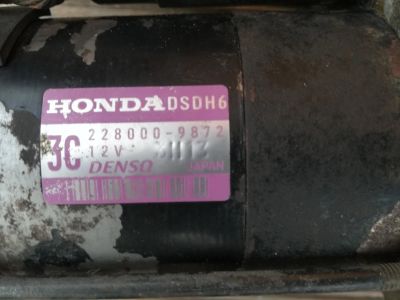 HONDA DSDH6
3C 228000-9872
12V
DENSO JAPAN